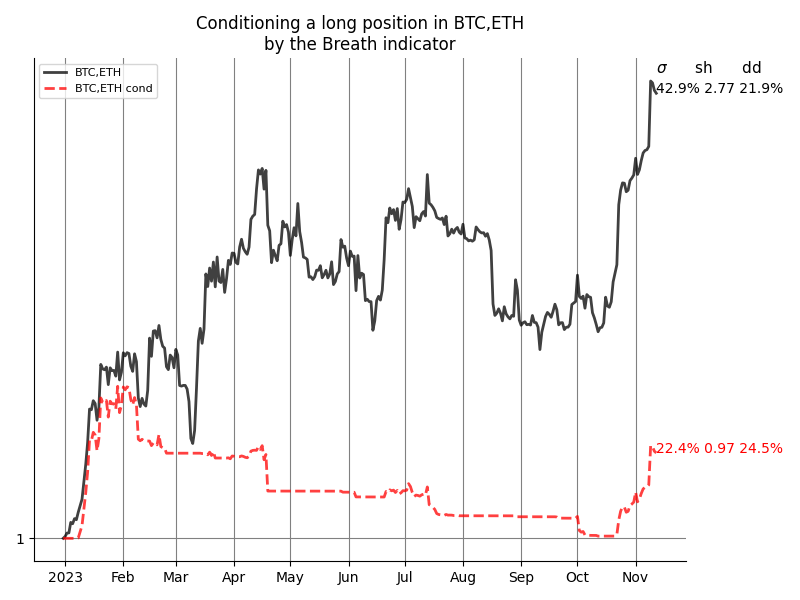 Conditioning a long position in BTC,ETH
by the Breath indicator
σ sh dd
BTC,ETH
BTC,ETH cond
42.9% 2.77 21.9%
22.4% 0.97 24.5%
1
2023 Feb Mar Apr May Jun Jul Aug Sep Oct Nov